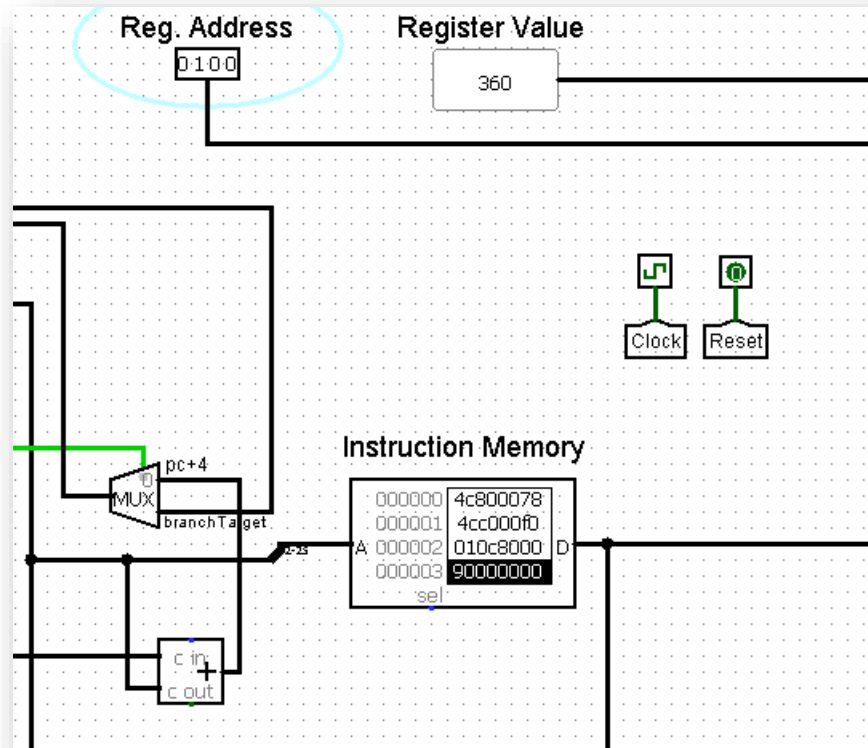 Reg. Address
Register Value
0100
360
Clock
Reset
Instruction Memory
pc+4
0
MUX
branchTarget
000000 4c800078
000001 4cc000f0
A 000002 010c8000 D
000003 90000000
sel
c in
+
c out